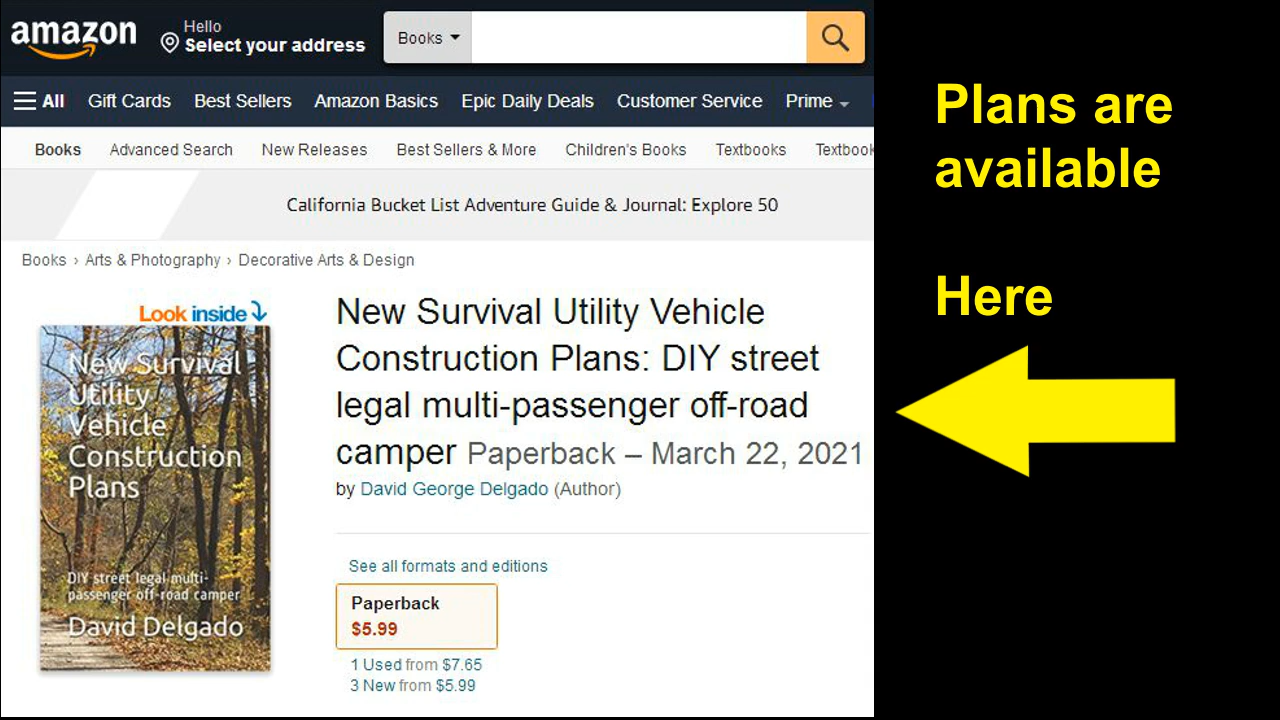 amazon
Hello
Select your address
Books
All
Gift Cards
Best Sellers
Amazon Basics
Epic Daily Deals
Customer Service
Prime
Books
Advanced Search
New Releases
Best Sellers & More
Children's Books
Textbooks
Textbook
California Bucket List Adventure Guide & Journal: Explore 50
Books › Arts & Photography › Decorative Arts & Design
Look inside
New Survival
Utility
Vehicle
Construction
Plans
DIY street legal multi-
passenger off-road camper
David Delgado
New Survival Utility Vehicle
Construction Plans: DIY street
legal multi-passenger off-road
camper Paperback – March 22, 2021
by David George Delgado (Author)
See all formats and editions
Paperback
$5.99
1 Used from $7.65
3 New from $5.99
Plans are
available
Here